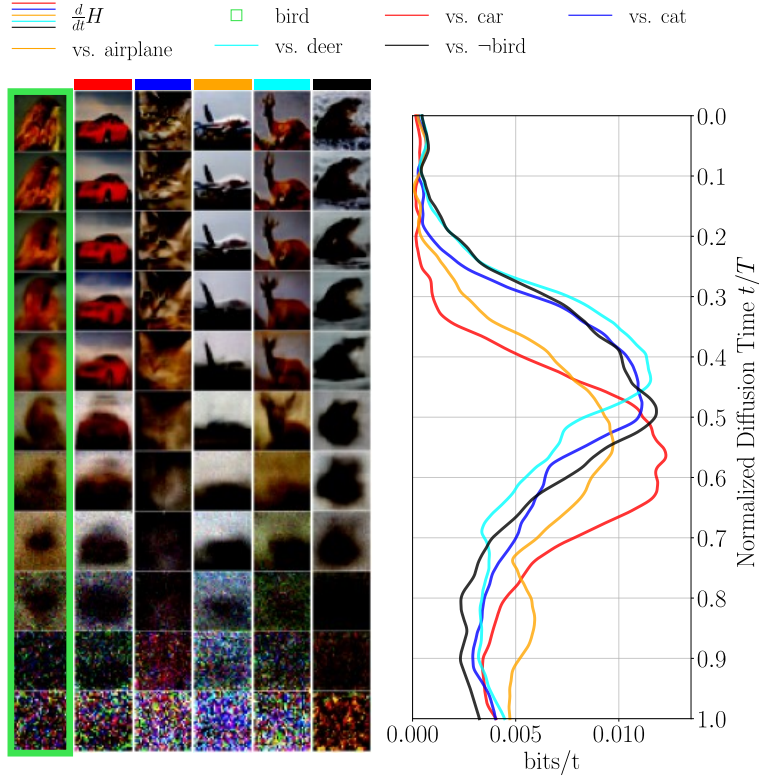 d/dt H
bird
vs. car
vs. cat
vs. airplane
vs. deer
vs. ¬bird
0.0
0.1
0.2
0.3
0.4
0.5
0.6
0.7
0.8
0.9
1.0
Normalized Diffusion Time t/T
0.000
0.005
0.010
bits/t